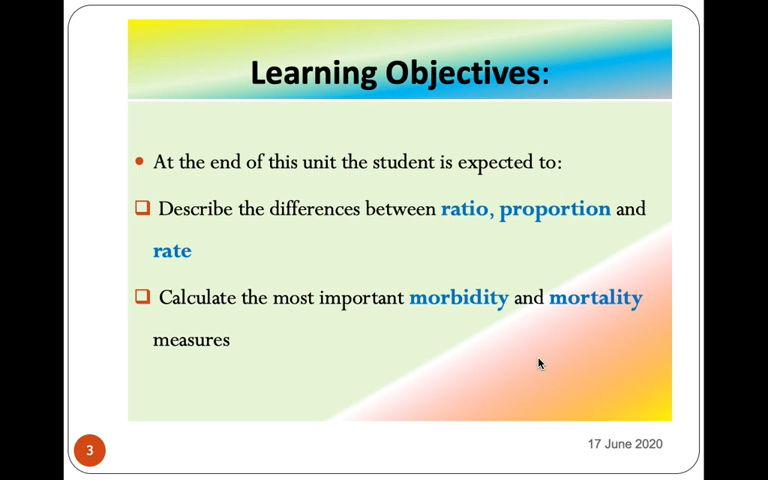 Learning Objectives:
At the end of this unit the student is expected to:
Describe the differences between ratio, proportion and
rate
Calculate the most important morbidity and mortality
measures
3
17 June 2020